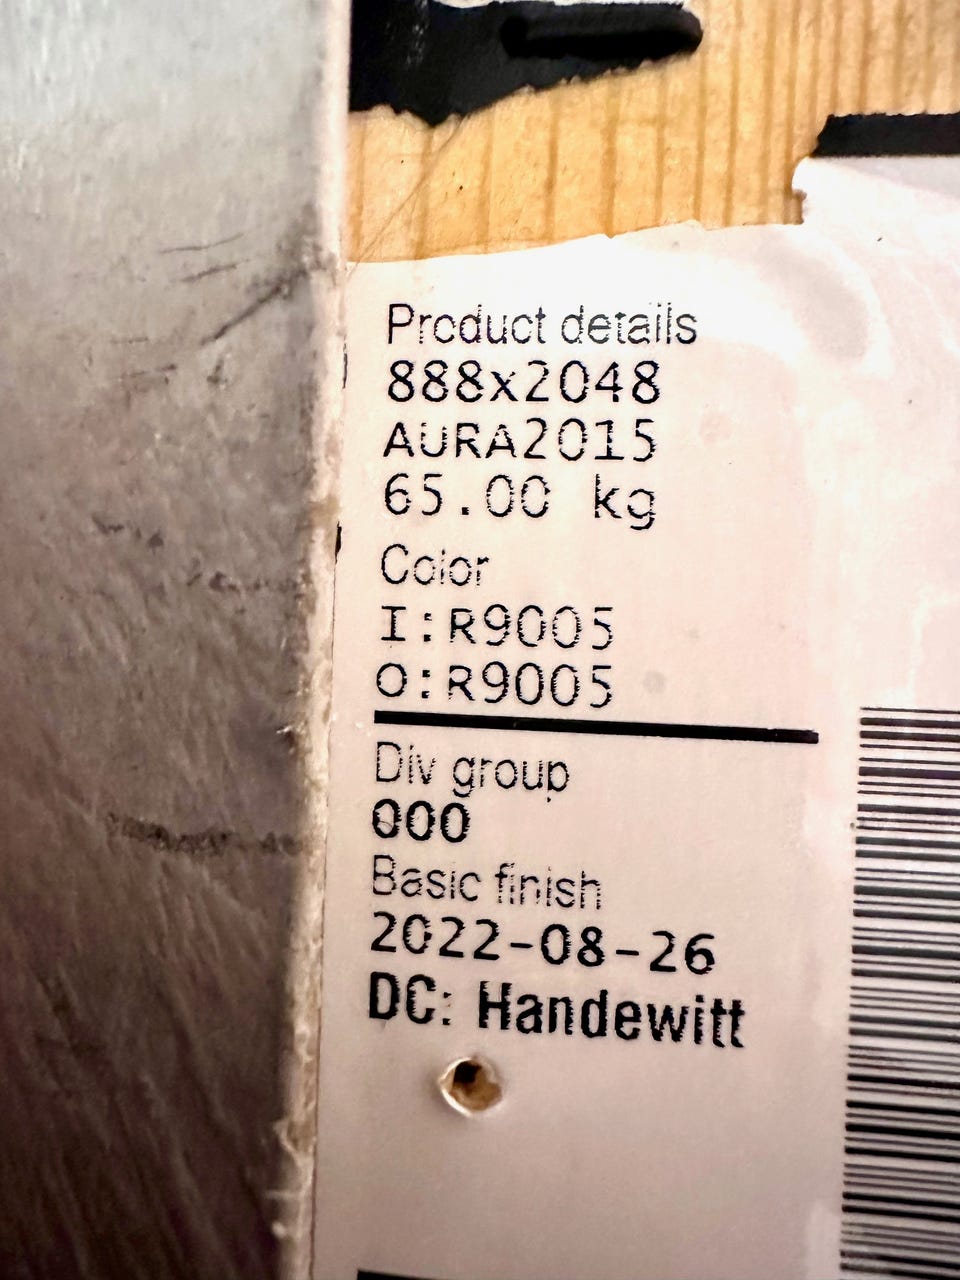 Product details
888x2048
AURA2015
65.00 kg
Color
I:R9005
O:R9005
Div group
000
Basic finish
2022-08-26
DC: Handewitt